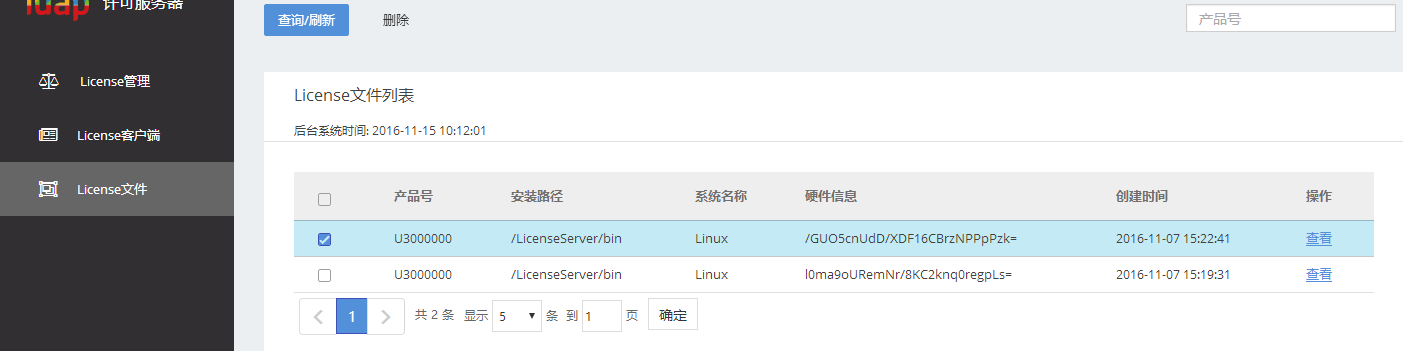 iuap 许可服务器
License管理
License客户端
License文件
查询/刷新 删除 产品号
License文件列表
后台系统时间: 2016-11-15 10:12:01
产品号 安装路径 系统名称 硬件信息 创建时间 操作
U3000000 /LicenseServer/bin Linux /GUO5cnUdD/XDF16CBrzNPPpPzk= 2016-11-07 15:22:41 查看
U3000000 /LicenseServer/bin Linux l0ma9oURemNr/8KC2knq0regpLs= 2016-11-07 15:19:31 查看
1 共 2 条 显示 5 条 到 1 页 确定